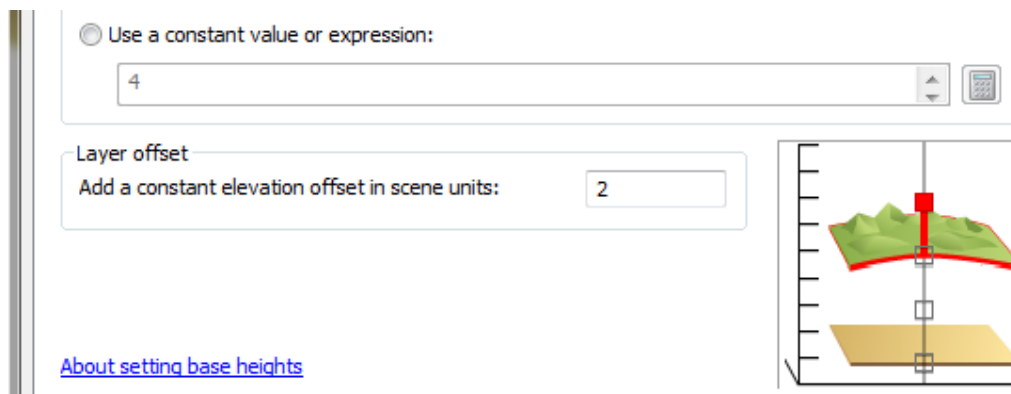 Use a constant value or expression:
4
Layer offset
Add a constant elevation offset in scene units: 2
About setting base heights